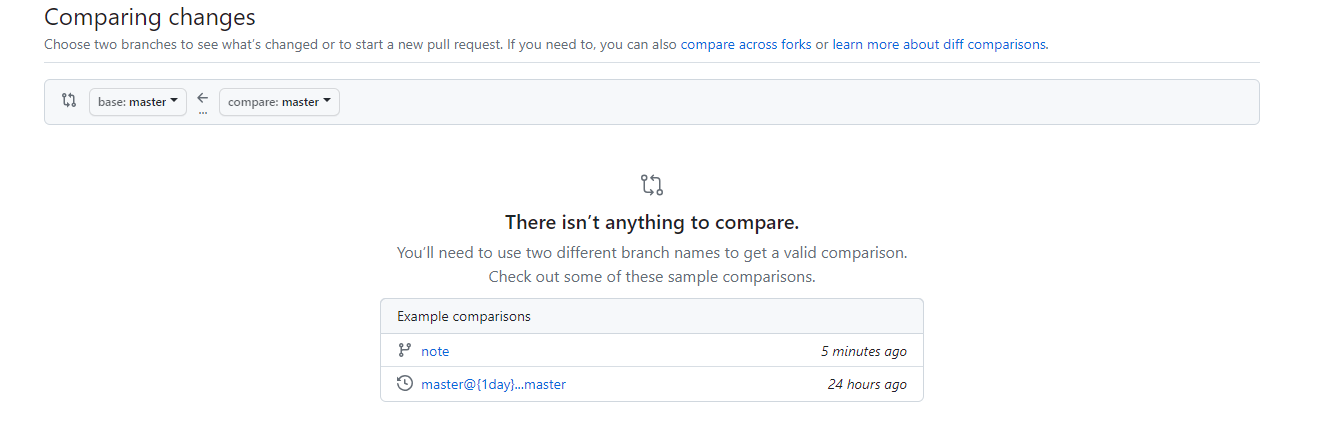 Comparing changes
Choose two branches to see what's changed or to start a new pull request. If you need to, you can also compare across forks or learn more about diff comparisons.
base: master ← compare: master
...
There isn't anything to compare.
You'll need to use two different branch names to get a valid comparison.
Check out some of these sample comparisons.
Example comparisons
note 5 minutes ago
master@{1day}...master 24 hours ago